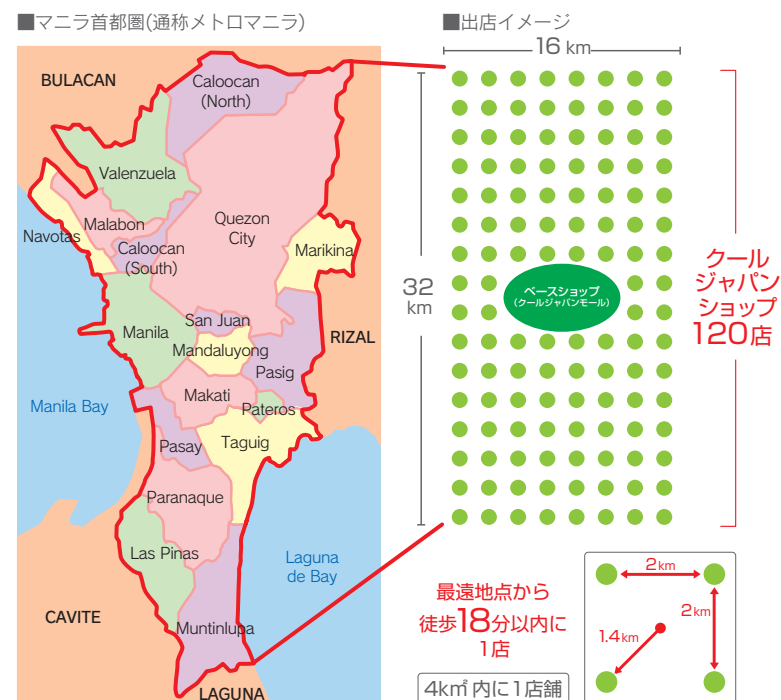 ■マニラ首都圏(通称メトロマニラ)
BULACAN
Caloocan
(North)
Valenzuela
Malabon
Navotas
Caloocan
(South)
Quezon
City
Marikina
Manila
San Juan
Mandaluyong
RIZAL
Pasig
Makati
Pateros
Manila Bay
Pasay
Taguig
Paranaque
Las Pinas
Laguna
de Bay
CAVITE
Muntinlupa
LAGUNA
■出店イメージ
16 km
32
km
ベースショップ
(クールジャパンモール)
クール
ジャパン
ショップ
120店
最遠地点から
徒歩18分以内に
1店
4k㎡内に1店舗
2km
2km
1.4km